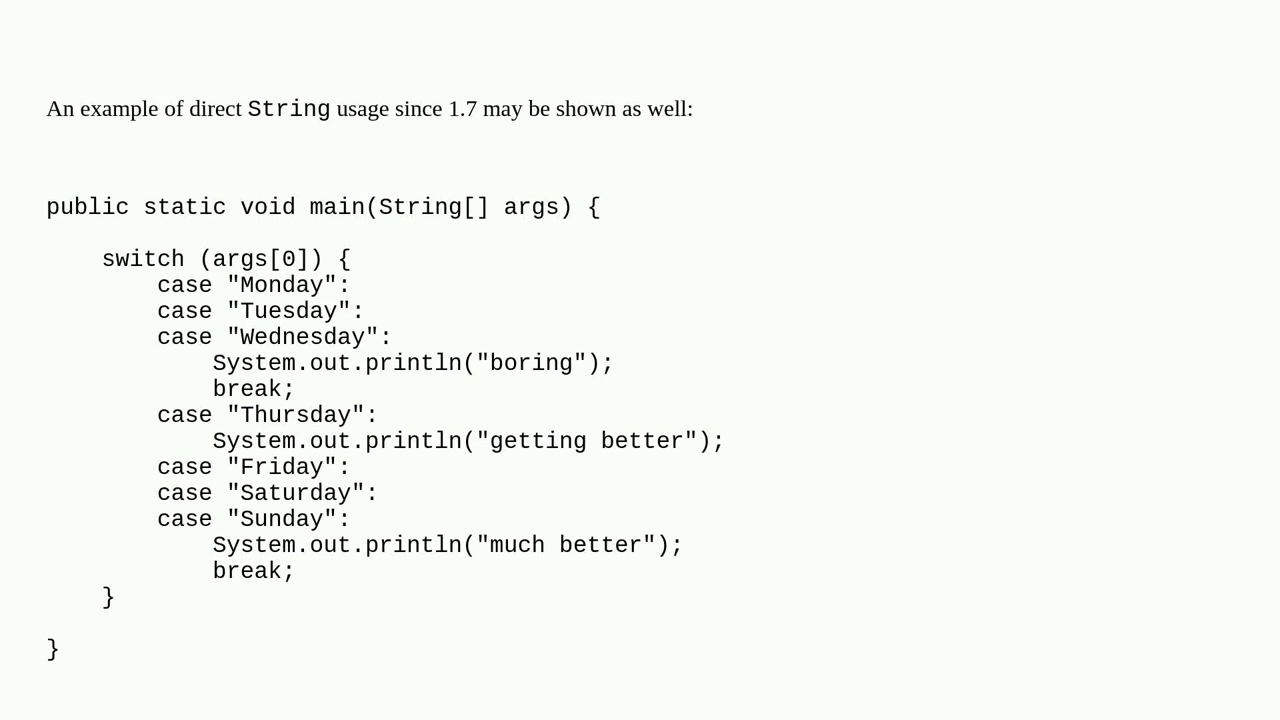 An example of direct String usage since 1.7 may be shown as well:
public static void main(String[] args) {
    switch (args[0]) {
        case "Monday":
        case "Tuesday":
        case "Wednesday":
            System.out.println("boring");
            break;
        case "Thursday":
            System.out.println("getting better");
        case "Friday":
        case "Saturday":
        case "Sunday":
            System.out.println("much better");
            break;
    }
}